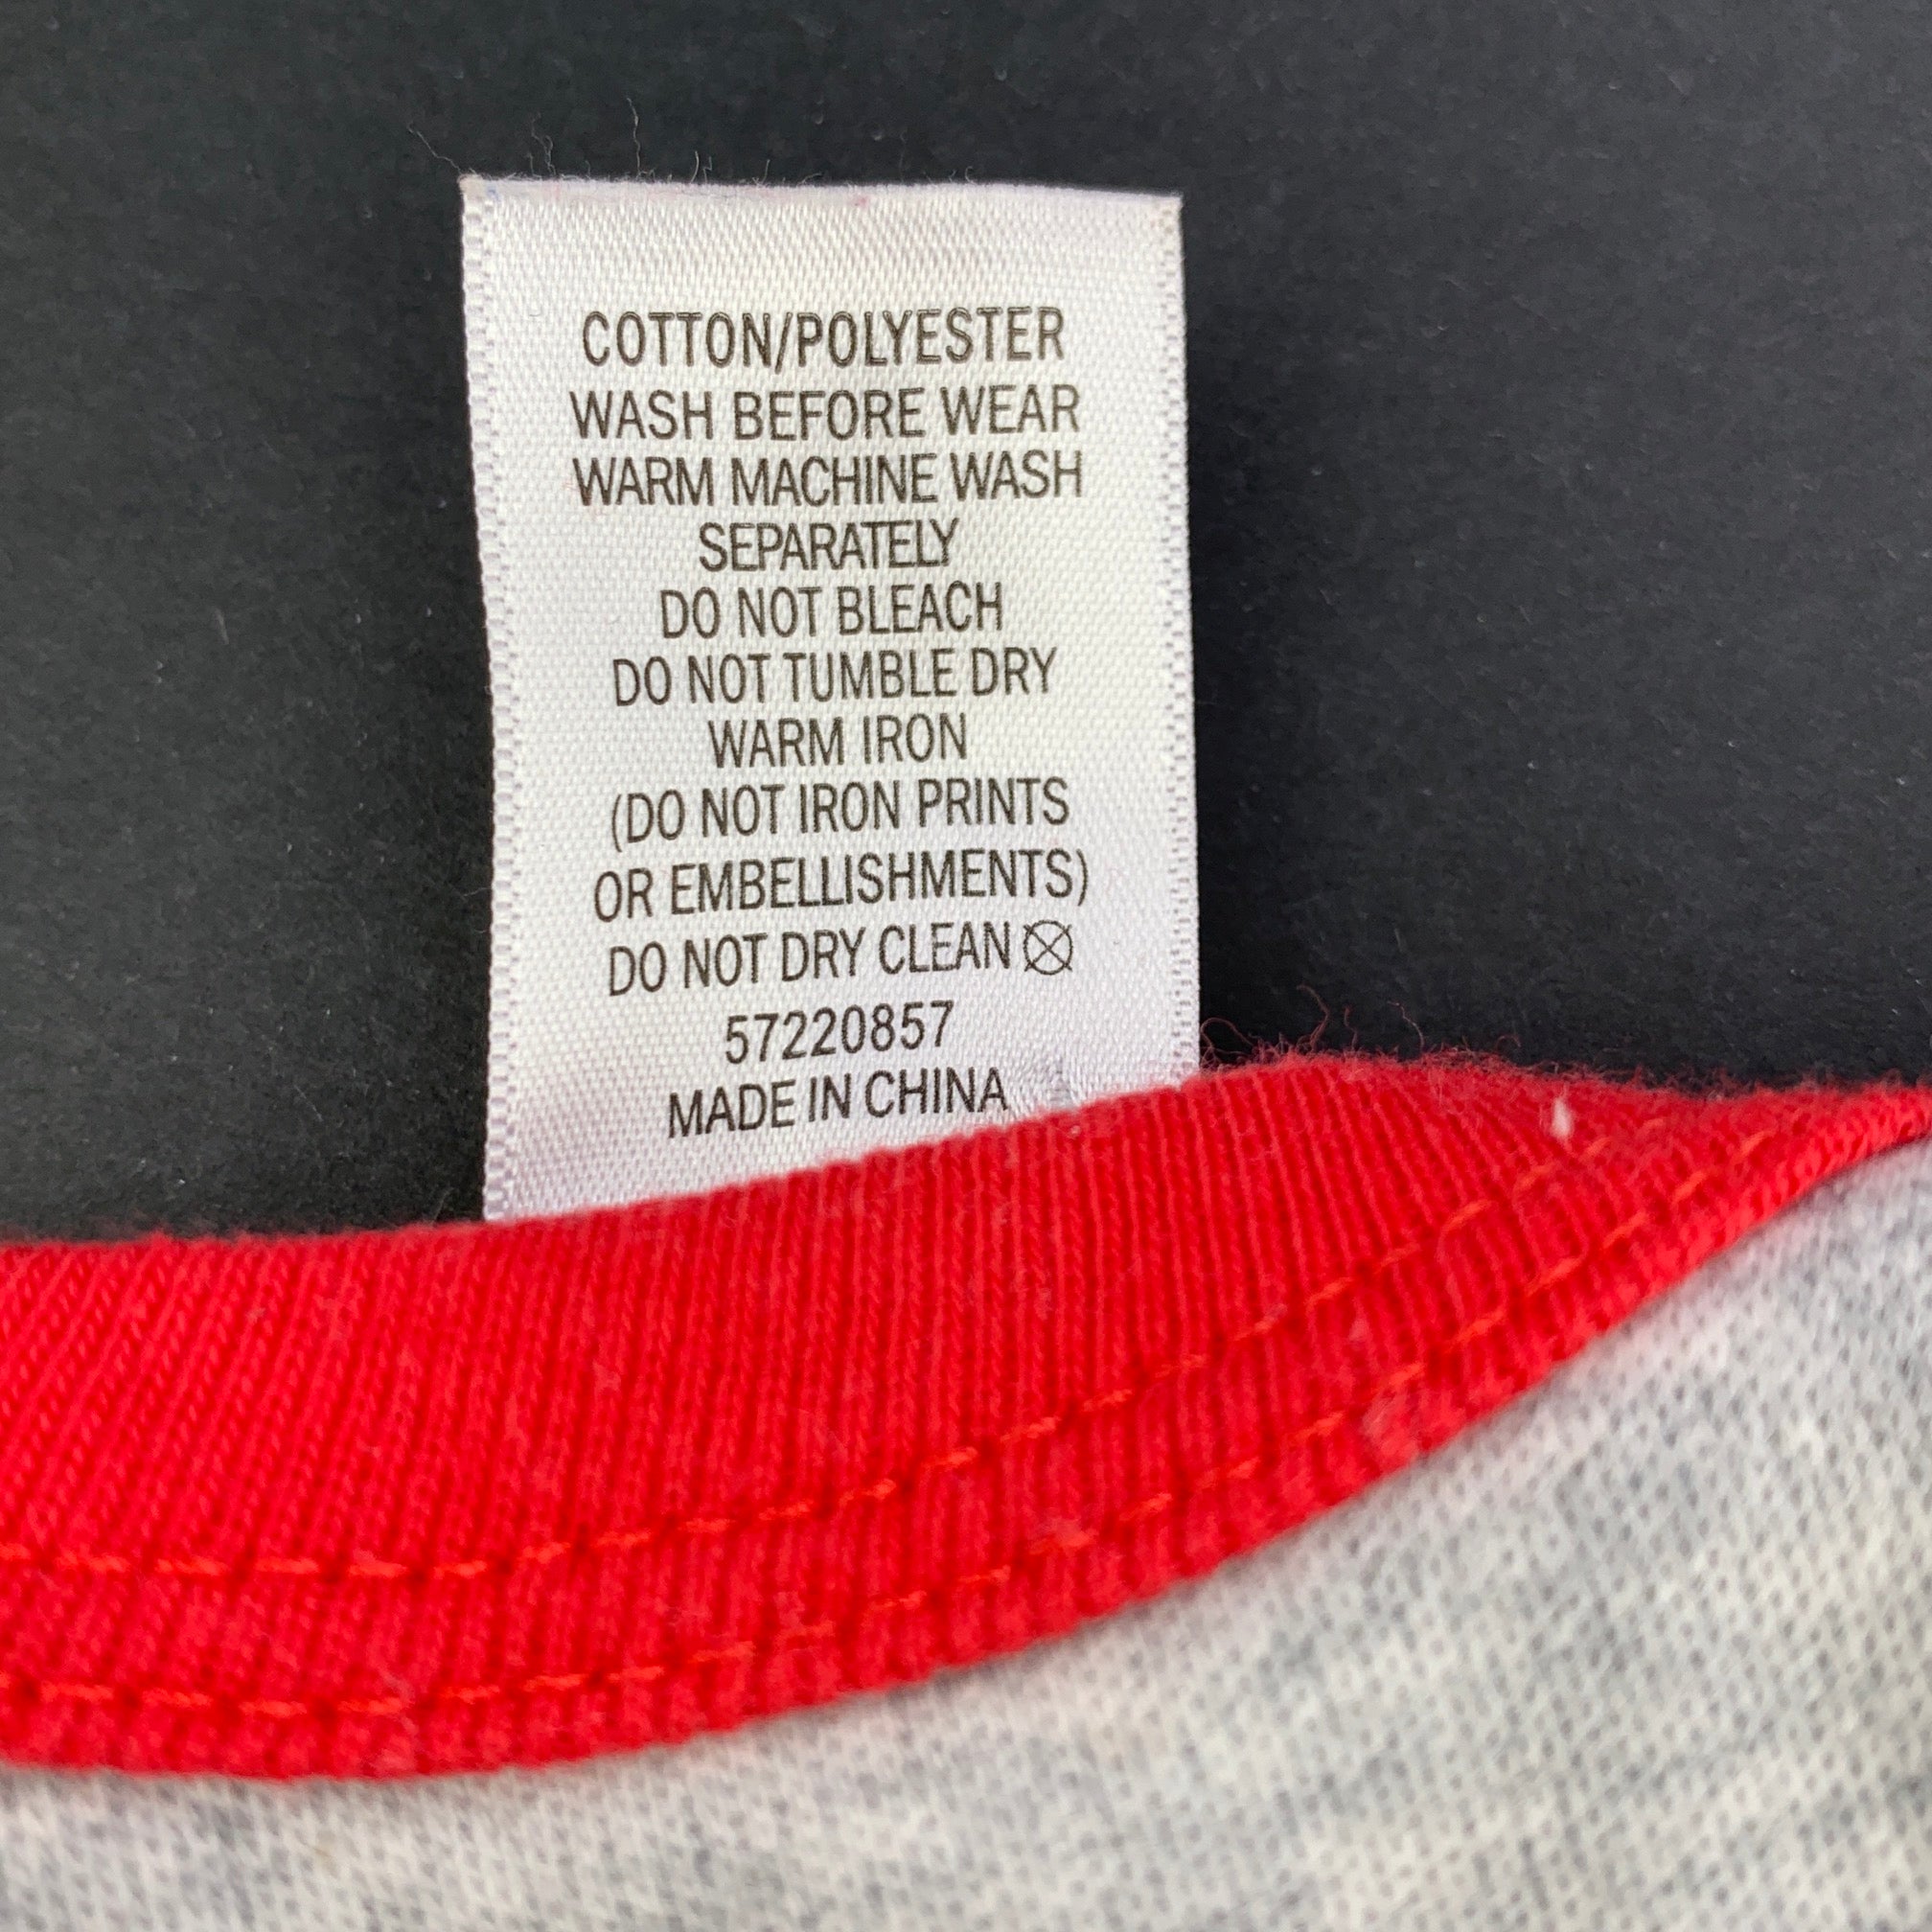 COTTON/POLYESTER
WASH BEFORE WEAR
WARM MACHINE WASH
SEPARATELY
DO NOT BLEACH
DO NOT TUMBLE DRY
WARM IRON
(DO NOT IRON PRINTS
OR EMBELLISHMENTS)
DO NOT DRY CLEAN
57220857
MADE IN CHINA